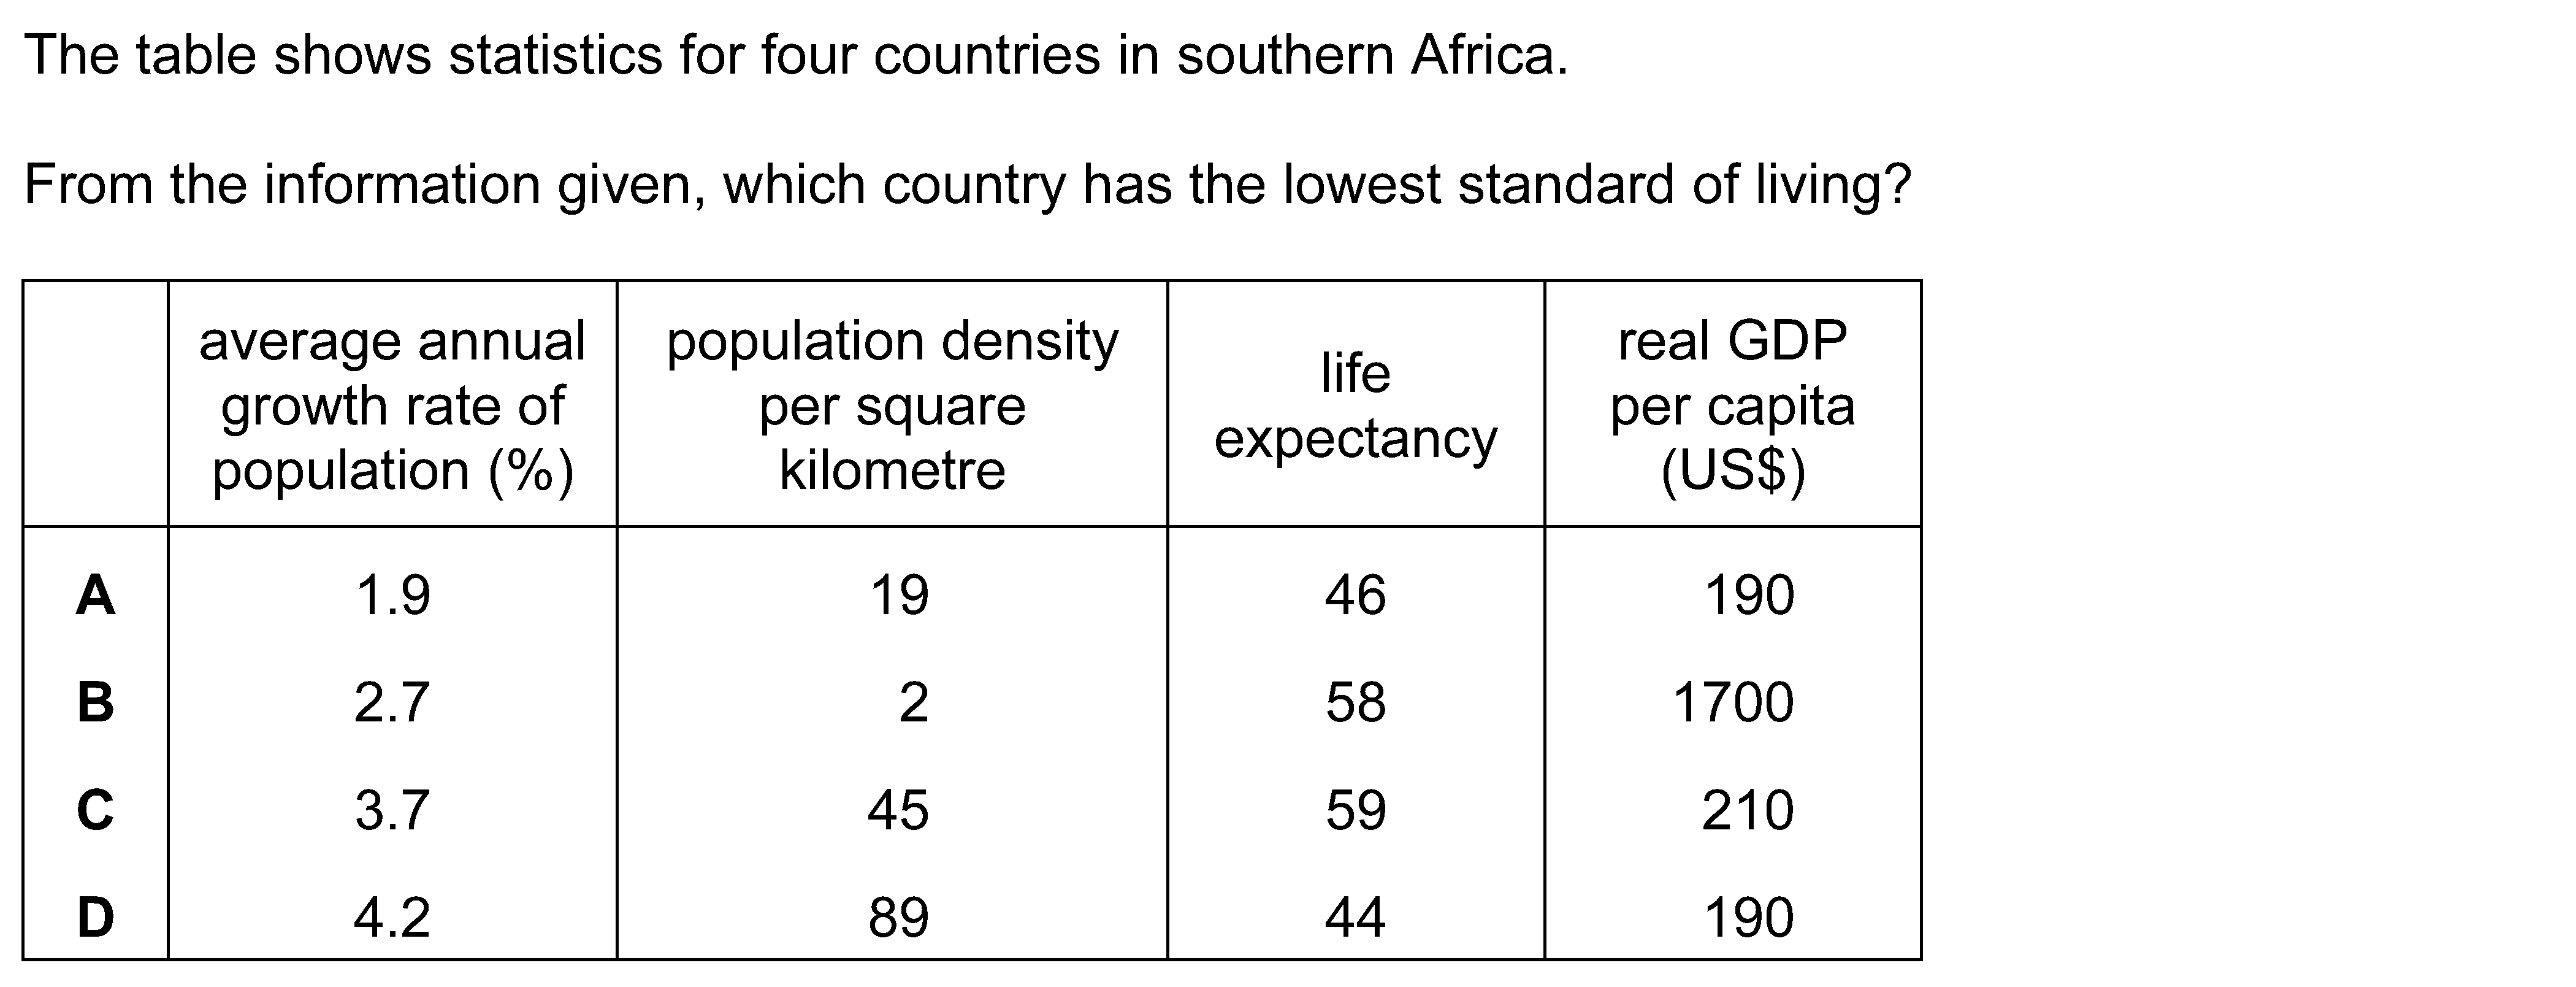 The table shows statistics for four countries in southern Africa.
From the information given, which country has the lowest standard of living?
average annual growth rate of population (%) population density per square kilometre life expectancy real GDP per capita (US$)
A 1.9 19 46 190
B 2.7 2 58 1700
C 3.7 45 59 210
D 4.2 89 44 190